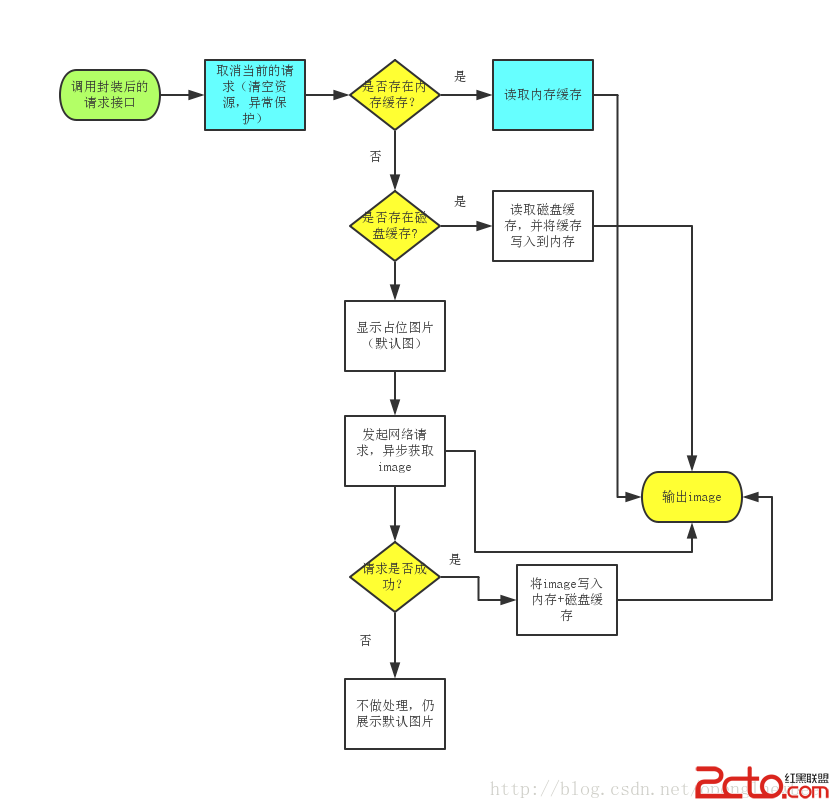 调用封装后的
请求接口
取消当前的请
求（清空资
源，异常保
护）
是否存在内
存缓存？
是
读取内存缓存
否
是否存在磁
盘缓存?
是
读取磁盘缓
存，并将缓存
写入到内存
显示占位图片
（默认图）
发起网络请
求，异步获取
image
输出image
请求是否成
功？
是
将image写入
内存+磁盘缓
存
否
不做处理，仍
展示默认图片
http://blog.csdn.net/
2cto
红黑联盟
.com